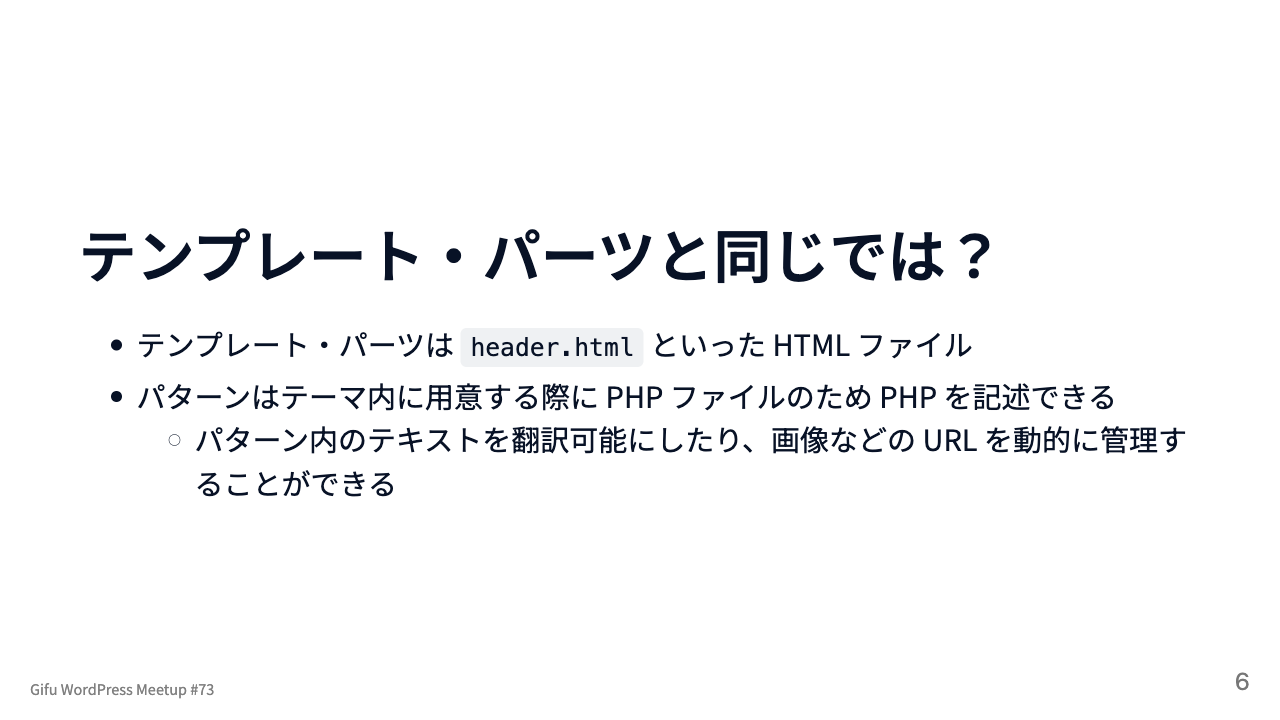 テンプレート・パーツと同じでは？
• テンプレート・パーツは header.html といった HTML ファイル
• パターンはテーマ内に用意する際に PHP ファイルのため PHP を記述できる
○ パターン内のテキストを翻訳可能にしたり、画像などの URL を動的に管理す
ることができる
Gifu WordPress Meetup #73
6